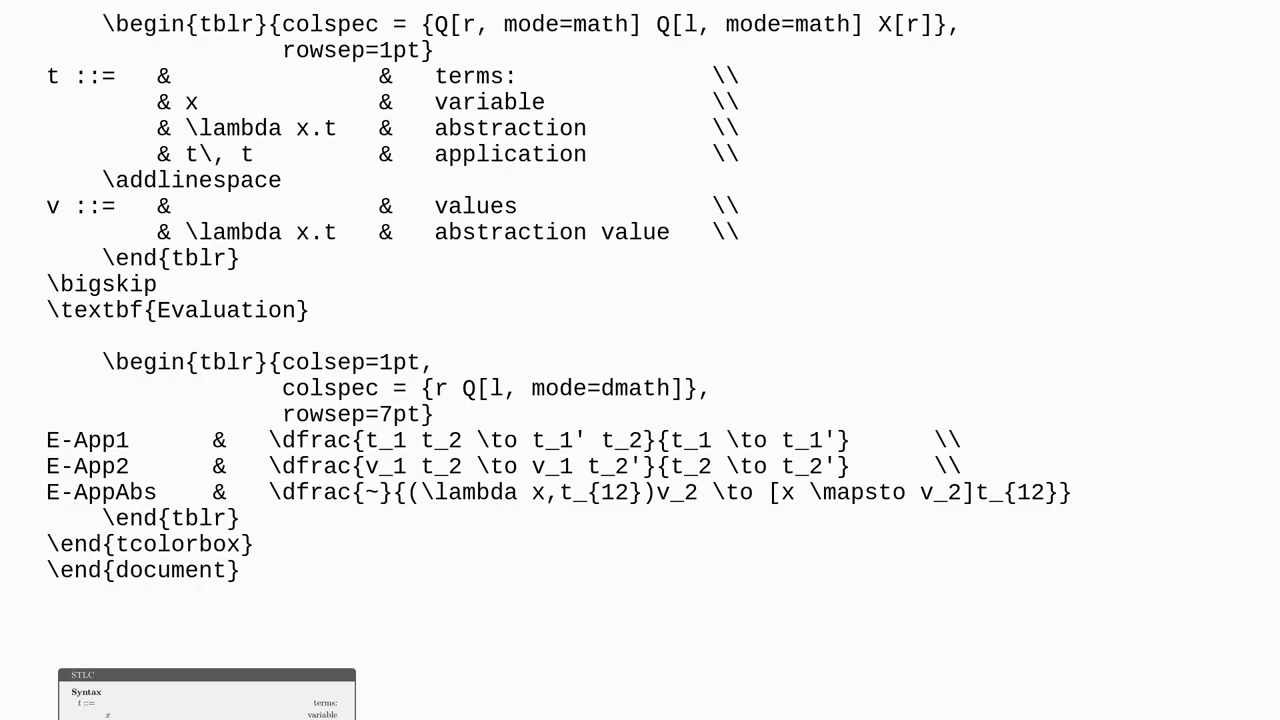 \begin{tblr}{colspec = {Q[r, mode=math] Q[l, mode=math] X[r]},
rowsep=1pt}
t ::= & & terms: \\
& x & variable \\
& \lambda x.t & abstraction \\
& t\, t & application \\
\addlinespace
v ::= & & values \\
& \lambda x.t & abstraction value \\
\end{tblr}
\bigskip
\textbf{Evaluation}
\begin{tblr}{colsep=1pt,
colspec = {r Q[l, mode=dmath]},
rowsep=7pt}
E-App1 & \dfrac{t_1 t_2 \to t_1' t_2}{t_1 \to t_1'} \\
E-App2 & \dfrac{v_1 t_2 \to v_1 t_2'}{t_2 \to t_2'} \\
E-AppAbs & \dfrac{~}{(\lambda x,t_{12})v_2 \to [x \mapsto v_2]t_{12}}
\end{tblr}
\end{tcolorbox}
\end{document}
STLC
Syntax
t ::= terms:
x variable